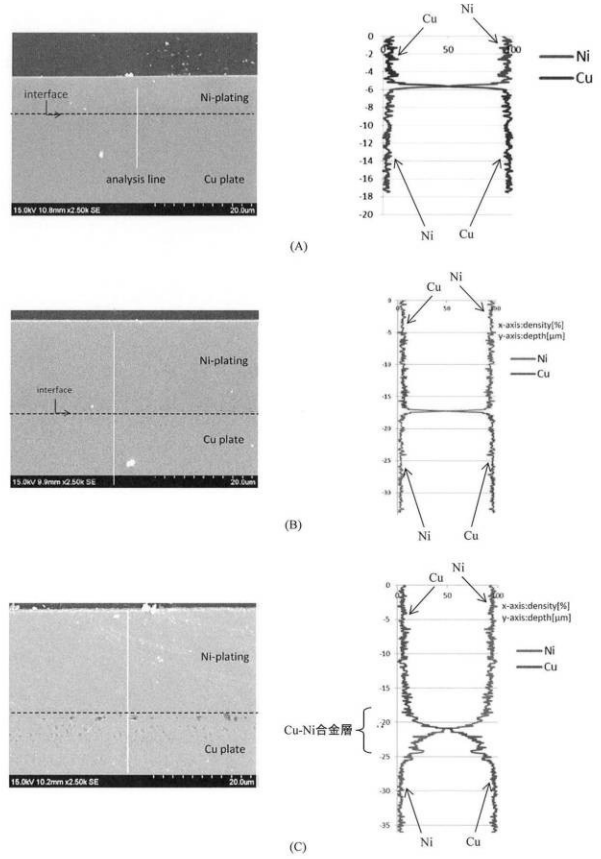 Ni-plating
interface
Cu plate
analysis line
15.0kV 10.8mm x2.50k SE
20.0um
Cu
Ni
0
50
100
0
-2
-4
-6
-8
-10
-12
-14
-16
-18
-20
Ni
Cu
Ni
Cu
(A)
Ni-plating
interface
Cu plate
15.0kV 9.9mm x2.50k SE
20.0um
Ni
Cu
50
x-axis:density[%]
y-axis:depth[μm]
Ni
Cu
-5
-10
-15
-20
-25
-30
Ni
Cu
(B)
Ni-plating
Cu plate
15.0kV 10.2mm x2.50k SE
20.0um
Ni
Cu
0
50
100
x-axis:density[%]
y-axis:depth[μm]
Ni
Cu
0
-5
-10
-15
-20
-25
-30
-35
Cu-Ni合金層
Ni
Cu
(C)